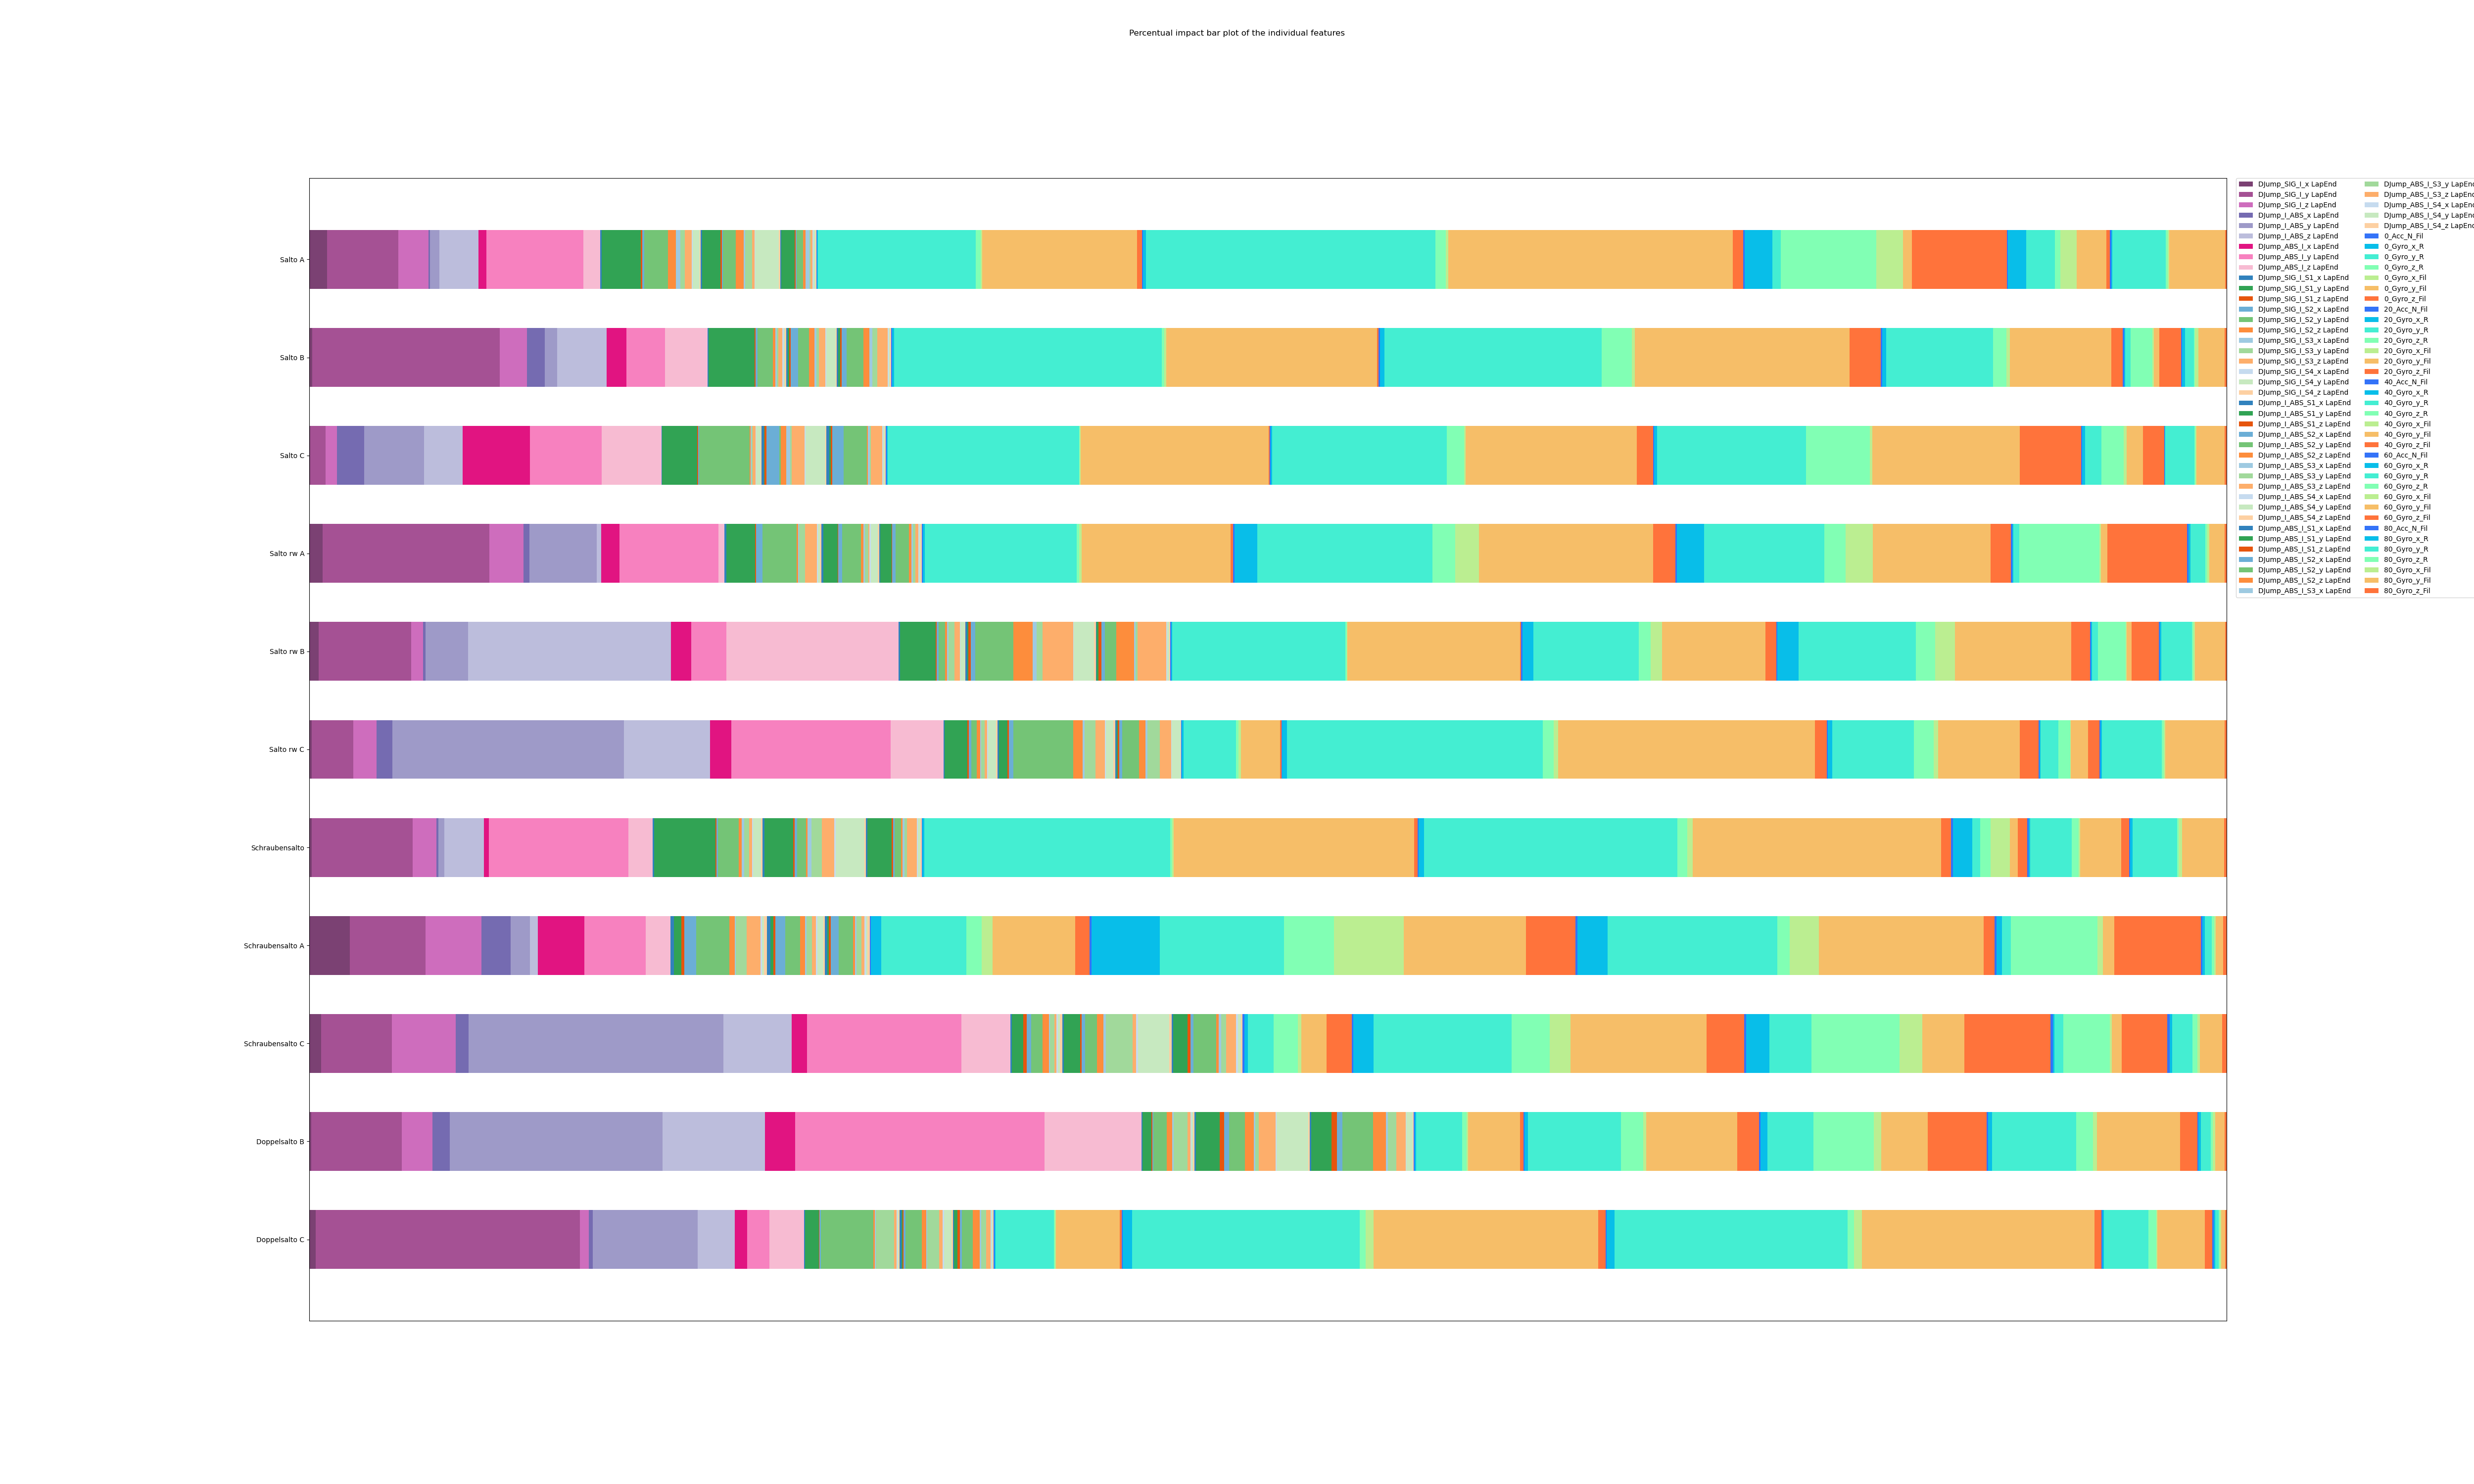 Percentual impact bar plot of the individual features
Salto A
Salto B
Salto C
Salto rw A
Salto rw B
Salto rw C
Schraubensalto
Schraubensalto A
Schraubensalto C
Doppelsalto B
Doppelsalto C
DJump_SIG_I_x LapEnd
DJump_SIG_I_y LapEnd
DJump_SIG_I_z LapEnd
DJump_I_ABS_x LapEnd
DJump_I_ABS_y LapEnd
DJump_I_ABS_z LapEnd
DJump_ABS_I_x LapEnd
DJump_ABS_I_y LapEnd
DJump_ABS_I_z LapEnd
DJump_SIG_I_S1_x LapEnd
DJump_SIG_I_S1_y LapEnd
DJump_SIG_I_S1_z LapEnd
DJump_SIG_I_S2_x LapEnd
DJump_SIG_I_S2_y LapEnd
DJump_SIG_I_S2_z LapEnd
DJump_SIG_I_S3_x LapEnd
DJump_SIG_I_S3_y LapEnd
DJump_SIG_I_S3_z LapEnd
DJump_SIG_I_S4_x LapEnd
DJump_SIG_I_S4_y LapEnd
DJump_SIG_I_S4_z LapEnd
DJump_I_ABS_S1_x LapEnd
DJump_I_ABS_S1_y LapEnd
DJump_I_ABS_S1_z LapEnd
DJump_I_ABS_S2_x LapEnd
DJump_I_ABS_S2_y LapEnd
DJump_I_ABS_S2_z LapEnd
DJump_I_ABS_S3_x LapEnd
DJump_I_ABS_S3_y LapEnd
DJump_I_ABS_S3_z LapEnd
DJump_I_ABS_S4_x LapEnd
DJump_I_ABS_S4_y LapEnd
DJump_I_ABS_S4_z LapEnd
DJump_ABS_I_S1_x LapEnd
DJump_ABS_I_S1_y LapEnd
DJump_ABS_I_S1_z LapEnd
DJump_ABS_I_S2_x LapEnd
DJump_ABS_I_S2_y LapEnd
DJump_ABS_I_S2_z LapEnd
DJump_ABS_I_S3_x LapEnd
DJump_ABS_I_S3_y LapEnd
DJump_ABS_I_S3_z LapEnd
DJump_ABS_I_S4_x LapEnd
DJump_ABS_I_S4_y LapEnd
DJump_ABS_I_S4_z LapEnd
0_Acc_N_Fil
0_Gyro_x_R
0_Gyro_y_R
0_Gyro_z_R
0_Gyro_x_Fil
0_Gyro_y_Fil
0_Gyro_z_Fil
20_Acc_N_Fil
20_Gyro_x_R
20_Gyro_y_R
20_Gyro_z_R
20_Gyro_x_Fil
20_Gyro_y_Fil
20_Gyro_z_Fil
40_Acc_N_Fil
40_Gyro_x_R
40_Gyro_y_R
40_Gyro_z_R
40_Gyro_x_Fil
40_Gyro_y_Fil
40_Gyro_z_Fil
60_Acc_N_Fil
60_Gyro_x_R
60_Gyro_y_R
60_Gyro_z_R
60_Gyro_x_Fil
60_Gyro_y_Fil
60_Gyro_z_Fil
80_Acc_N_Fil
80_Gyro_x_R
80_Gyro_y_R
80_Gyro_z_R
80_Gyro_x_Fil
80_Gyro_y_Fil
80_Gyro_z_Fil